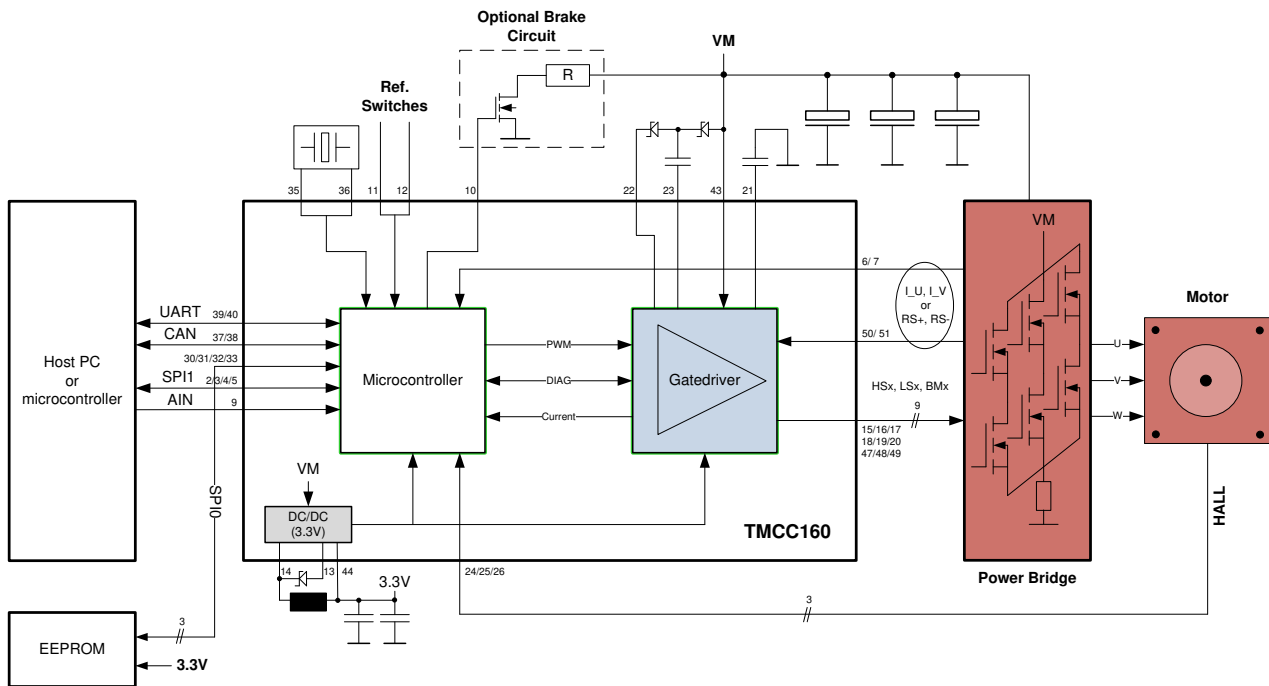 Optional Brake
Circuit
VM
R
Ref.
Switches
35
36
11
12
10
22
23
43
21
VM
6/ 7
I_U, I_V
or
RS+, RS-
50/ 51
Motor
UART
39/40
CAN
37/38
30/31/32/33
SPI1
2/3/4/5
AIN
9
Host PC
or
microcontroller
Microcontroller
PWM
DIAG
Current
Gatedriver
HSx, LSx, BMx
9
15/16/17
18/19/20
47/48/49
U
V
W
SPI0
VM
DC/DC
(3.3V)
TMCC160
HALL
14
13
44
24/25/26
Power Bridge
3.3V
3
3
EEPROM
3.3V